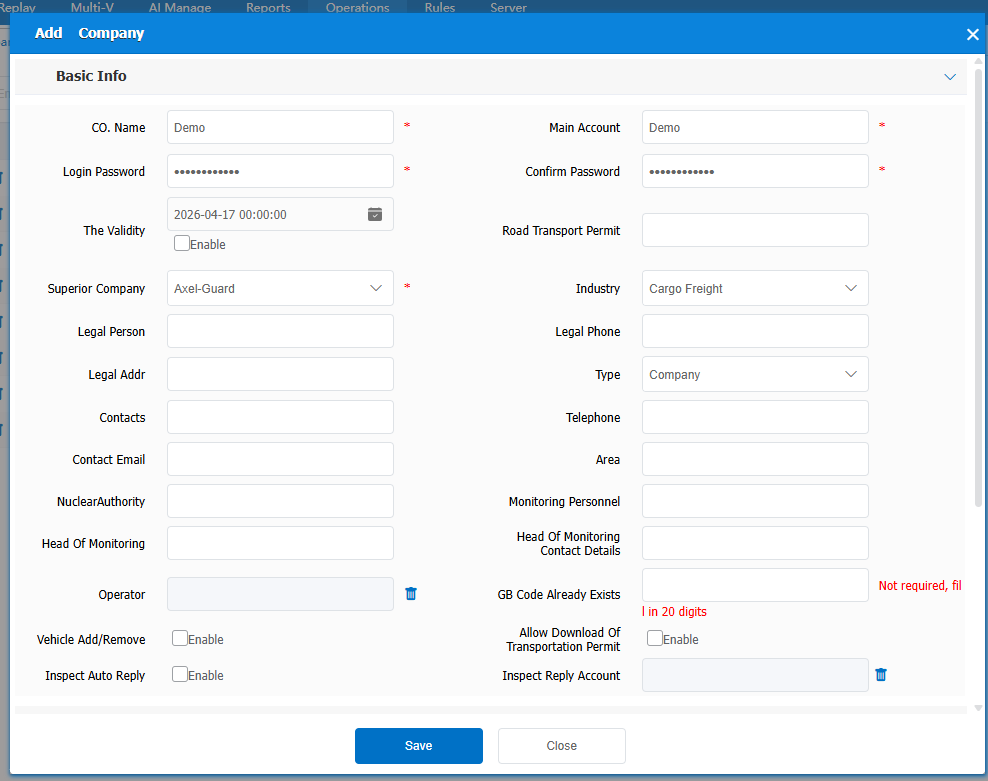 Replay Multi-V AI Manage Reports Operations Rules Server
Add Company
Basic Info
CO. Name Demo * Main Account Demo *
Login Password •••••••••••• * Confirm Password •••••••••••• *
The Validity 2026-04-17 00:00:00 Road Transport Permit
Enable
Superior Company Axel-Guard * Industry Cargo Freight
Legal Person Legal Phone
Legal Addr Type Company
Contacts Telephone
Contact Email Area
NuclearAuthority Monitoring Personnel
Head Of Monitoring Head Of Monitoring
Contact Details
Operator GB Code Already Exists Not required, fil
l in 20 digits
Vehicle Add/Remove Enable Allow Download Of
Transportation Permit Enable
Inspect Auto Reply Enable Inspect Reply Account
Save Close